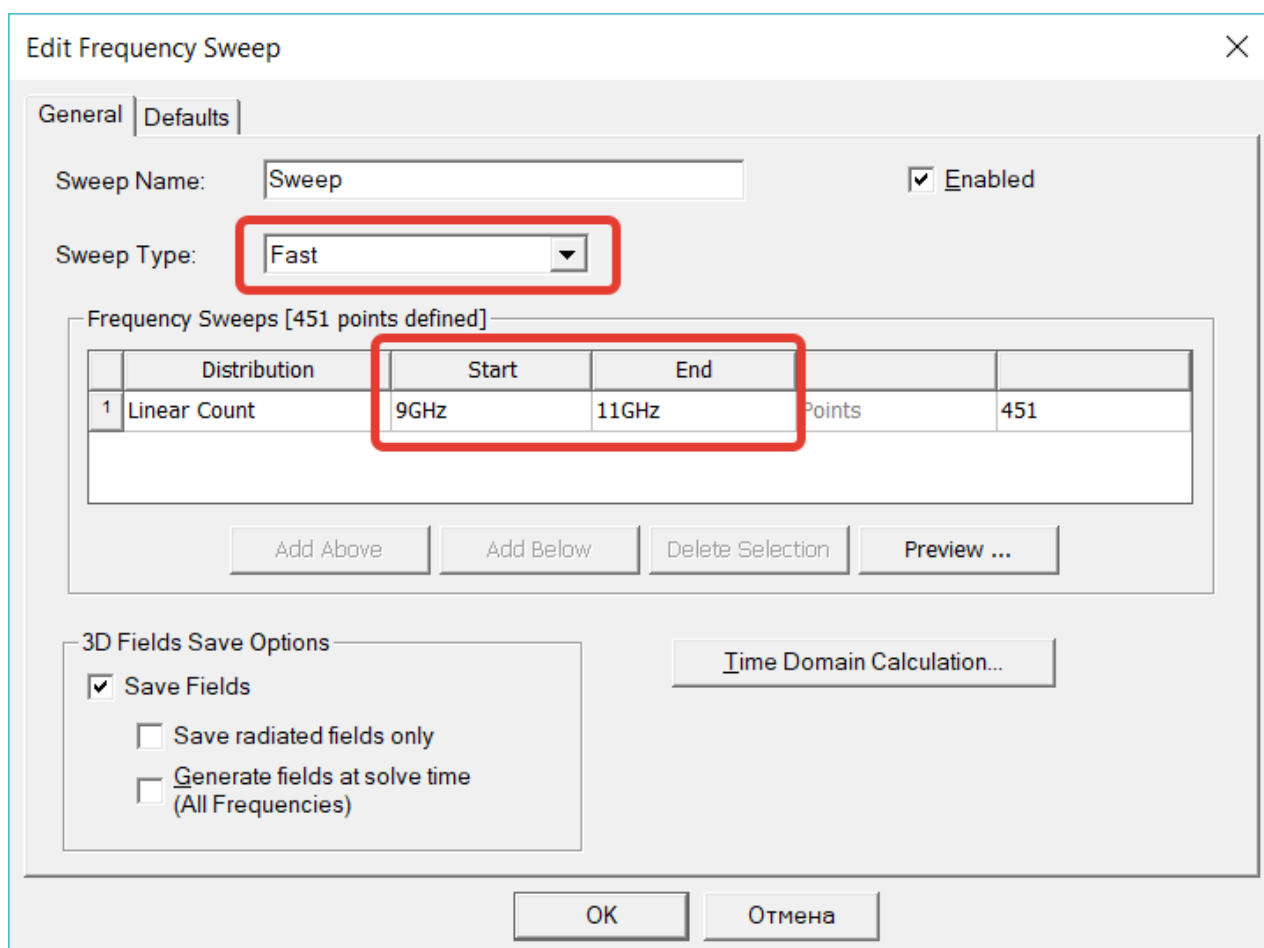 Edit Frequency Sweep
General Defaults
Sweep Name: Sweep Enabled
Sweep Type: Fast
Frequency Sweeps [451 points defined]
Distribution Start End
1 Linear Count 9GHz 11GHz Points 451
Add Above Add Below Delete Selection Preview ...
3D Fields Save Options
Time Domain Calculation...
Save Fields
Save radiated fields only
Generate fields at solve time
(All Frequencies)
OK Отмена